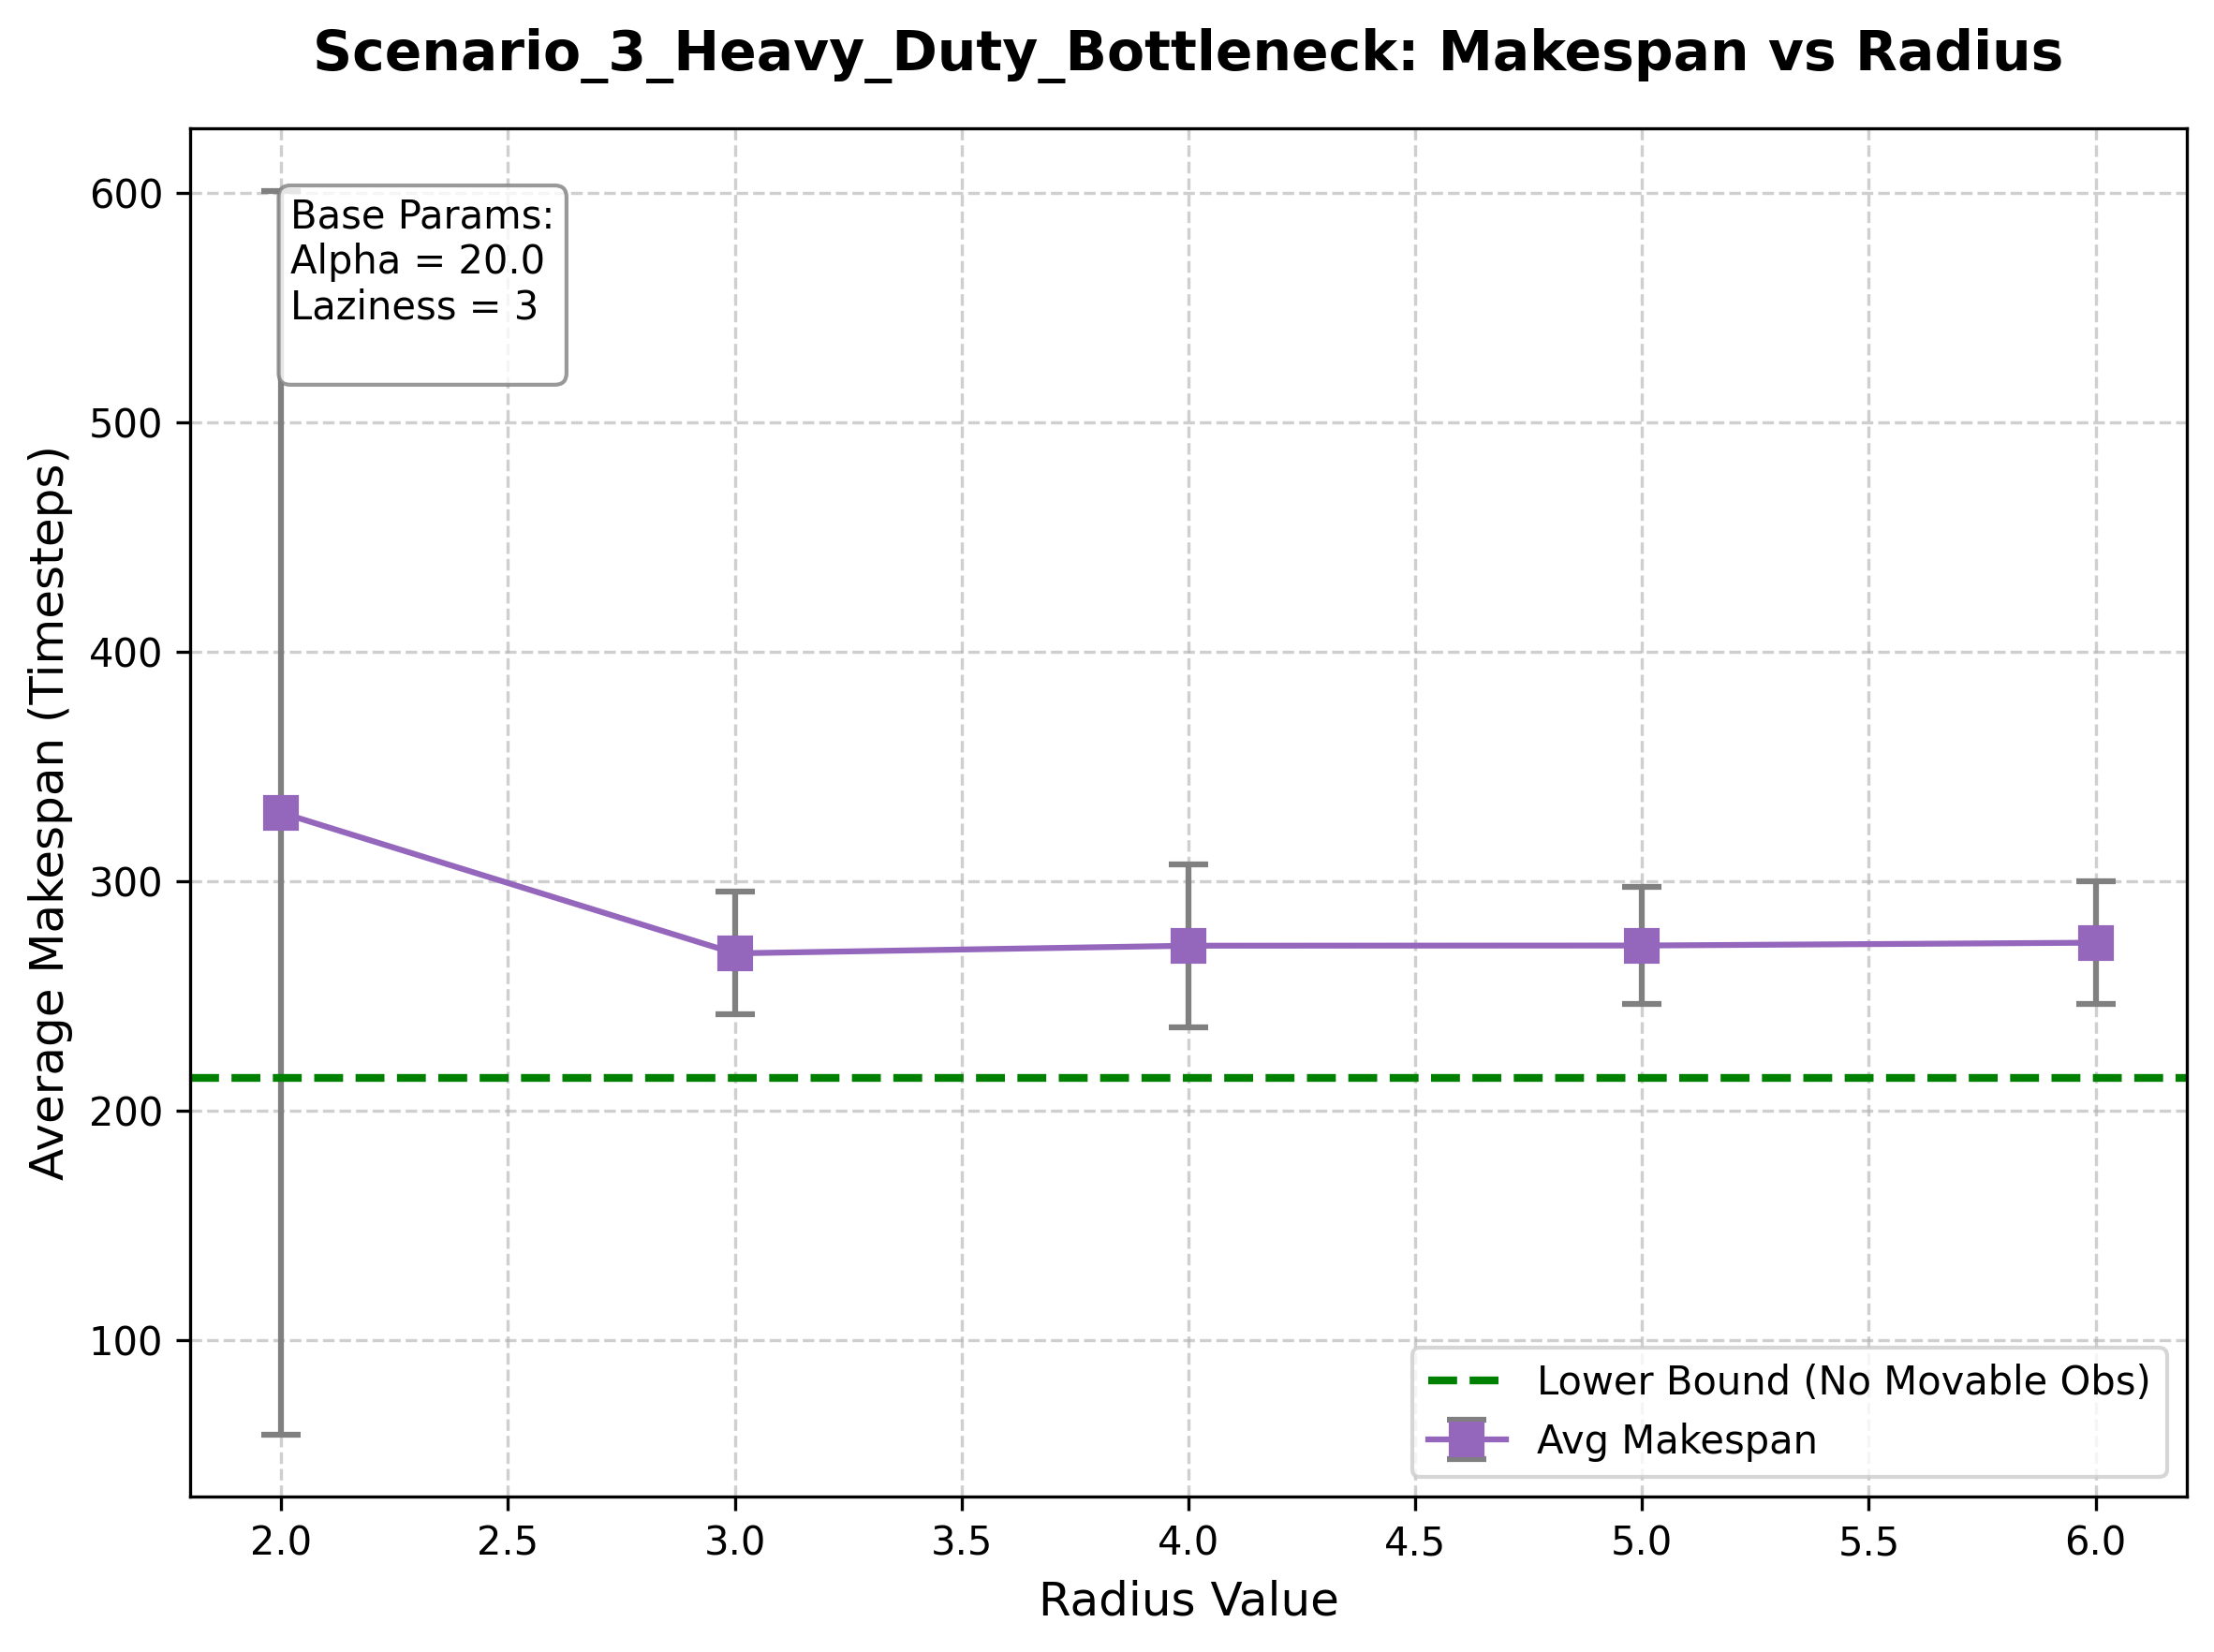 Scenario_3_Heavy_Duty_Bottleneck: Makespan vs Radius
Average Makespan (Timesteps)
600
500
400
300
200
100
Base Params:
Alpha = 20.0
Laziness = 3
Lower Bound (No Movable Obs)
Avg Makespan
2.0 2.5 3.0 3.5 4.0 4.5 5.0 5.5 6.0
Radius Value